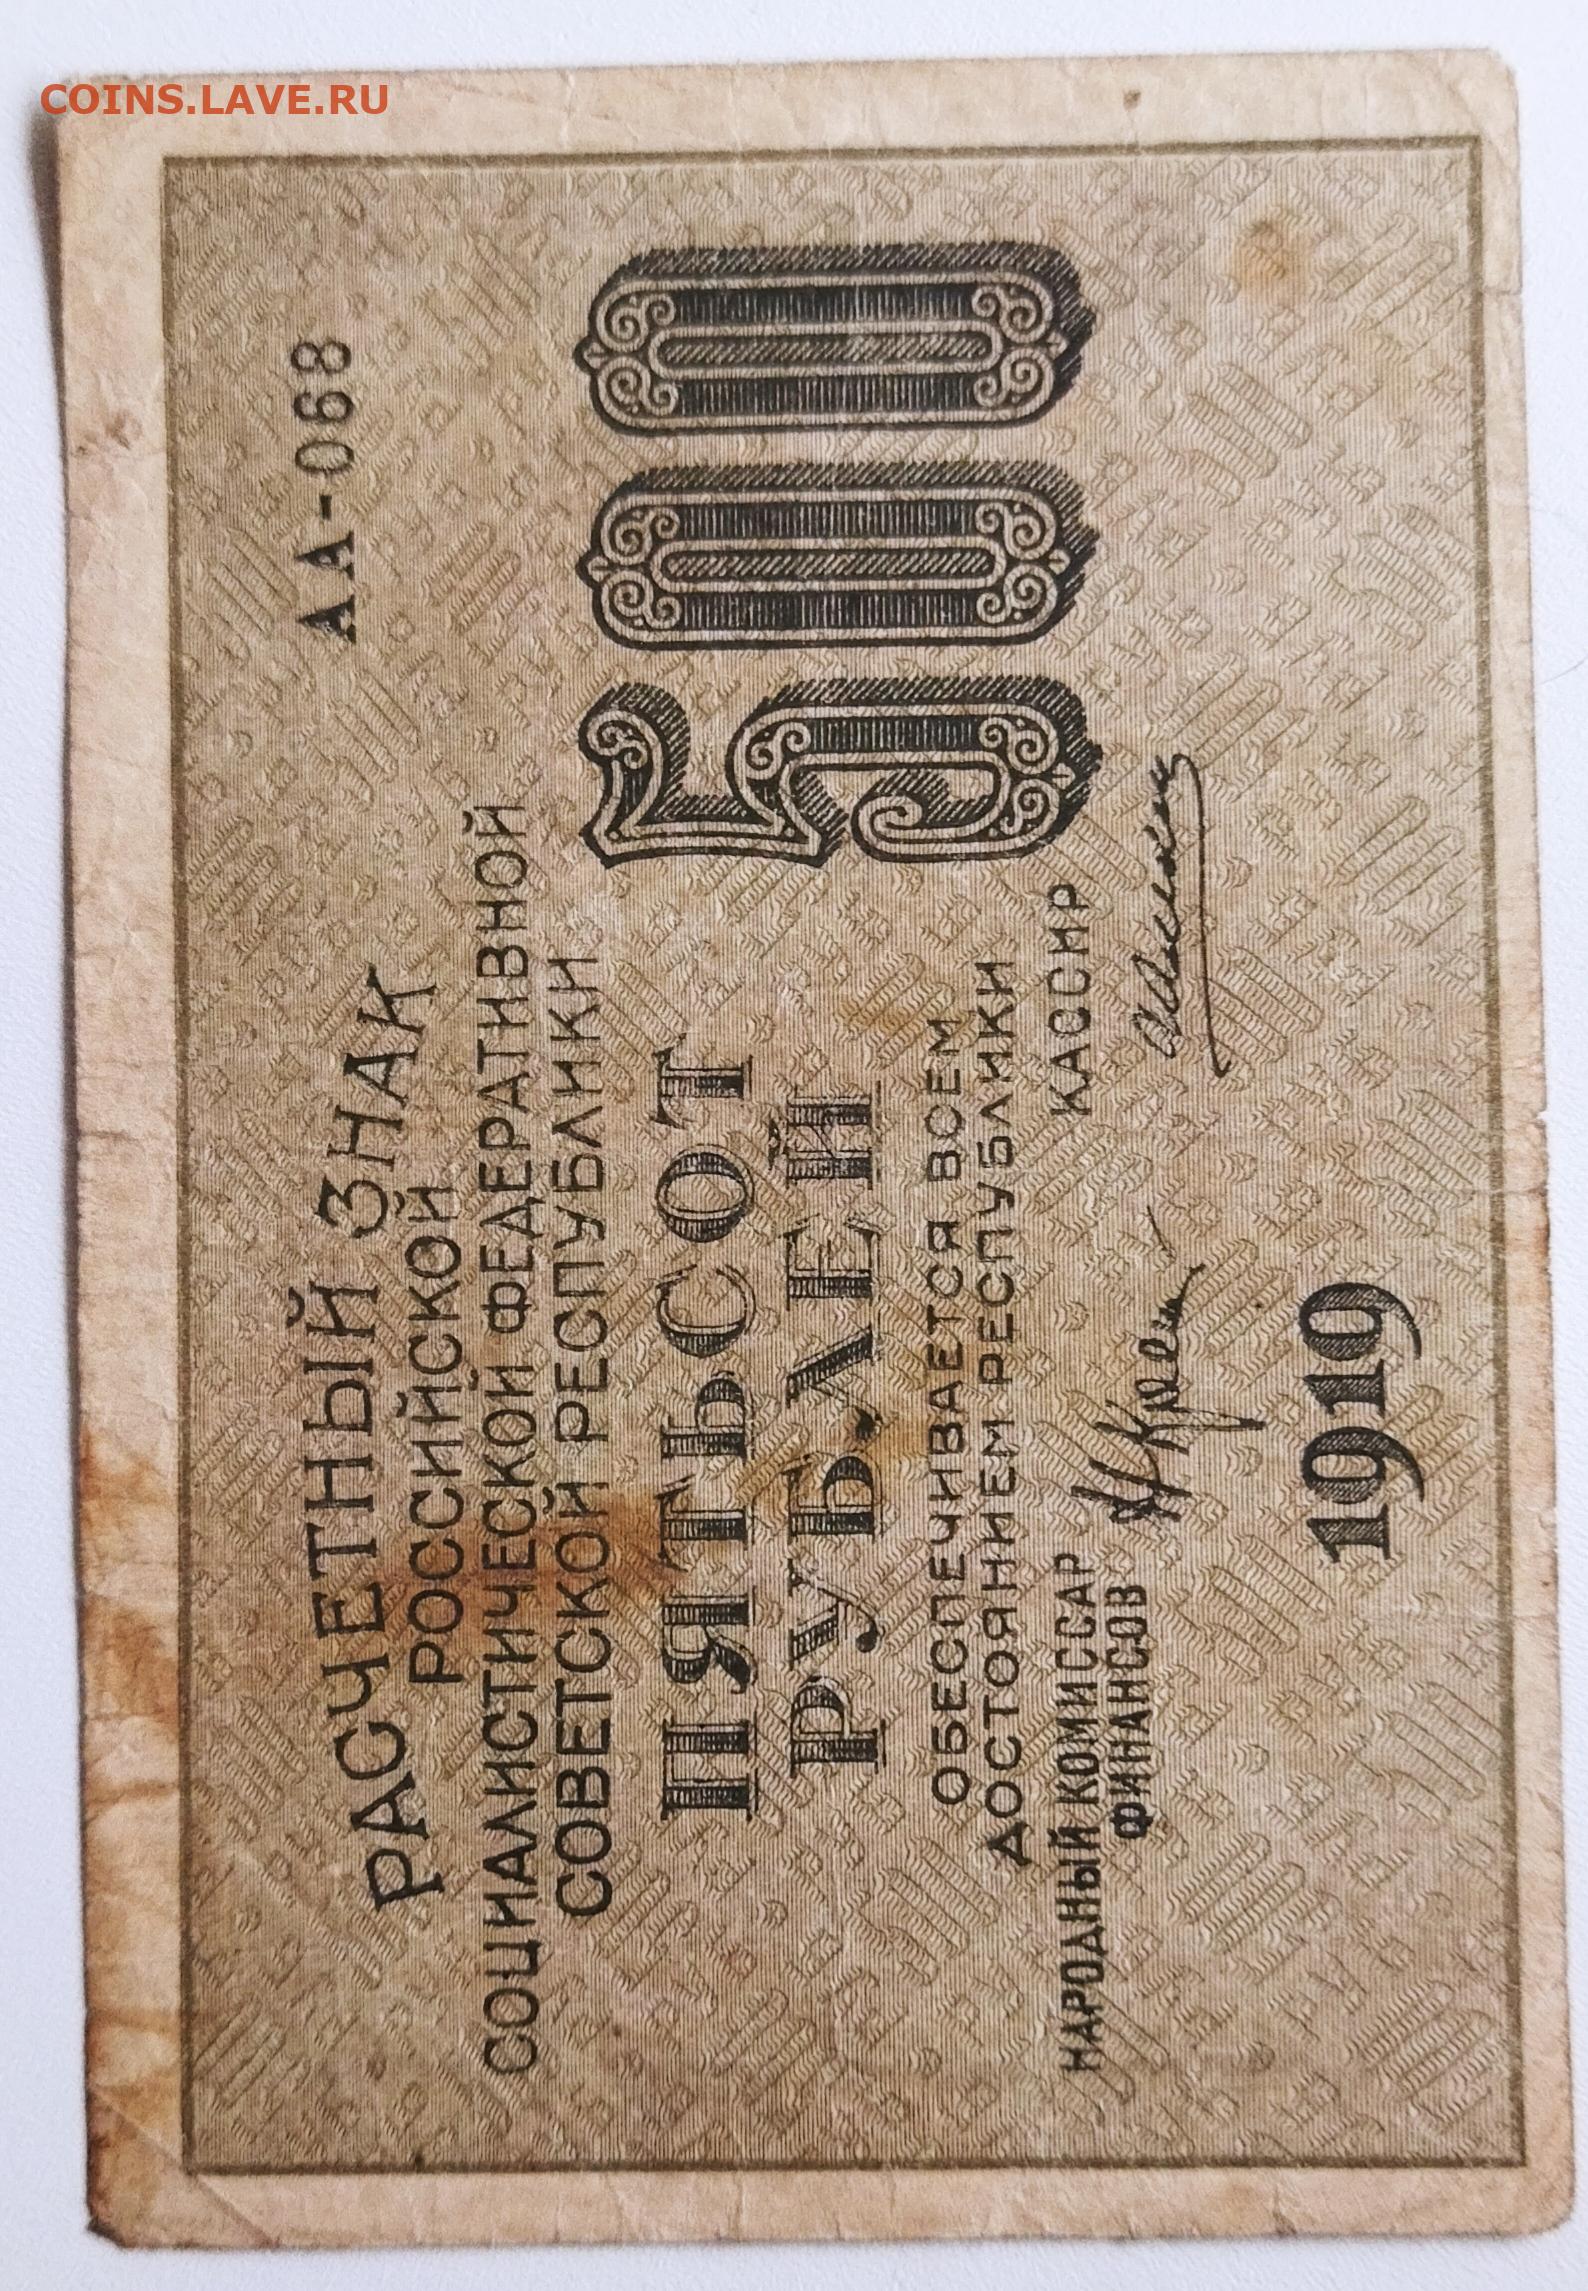 COINS.LAVE.RU
АА-068
РАСЧЕТНЫЙ ЗНАК
РОССИЙСКОЙ
СОЦИАЛИСТИЧЕСКОЙ ФЕДЕРАТИВНОЙ
СОВЕТСКОЙ РЕСПУБЛИКИ
ПЯТЬСОТ
РУБЛЕЙ
500
ОБЕСПЕЧИВАЕТСЯ ВСЕМ
ДОСТОЯНИЕМ РЕСПУБЛИКИ
НАРОДНЫЙ КОМИССАР
ФИНАНСОВ
КАССИР
1919